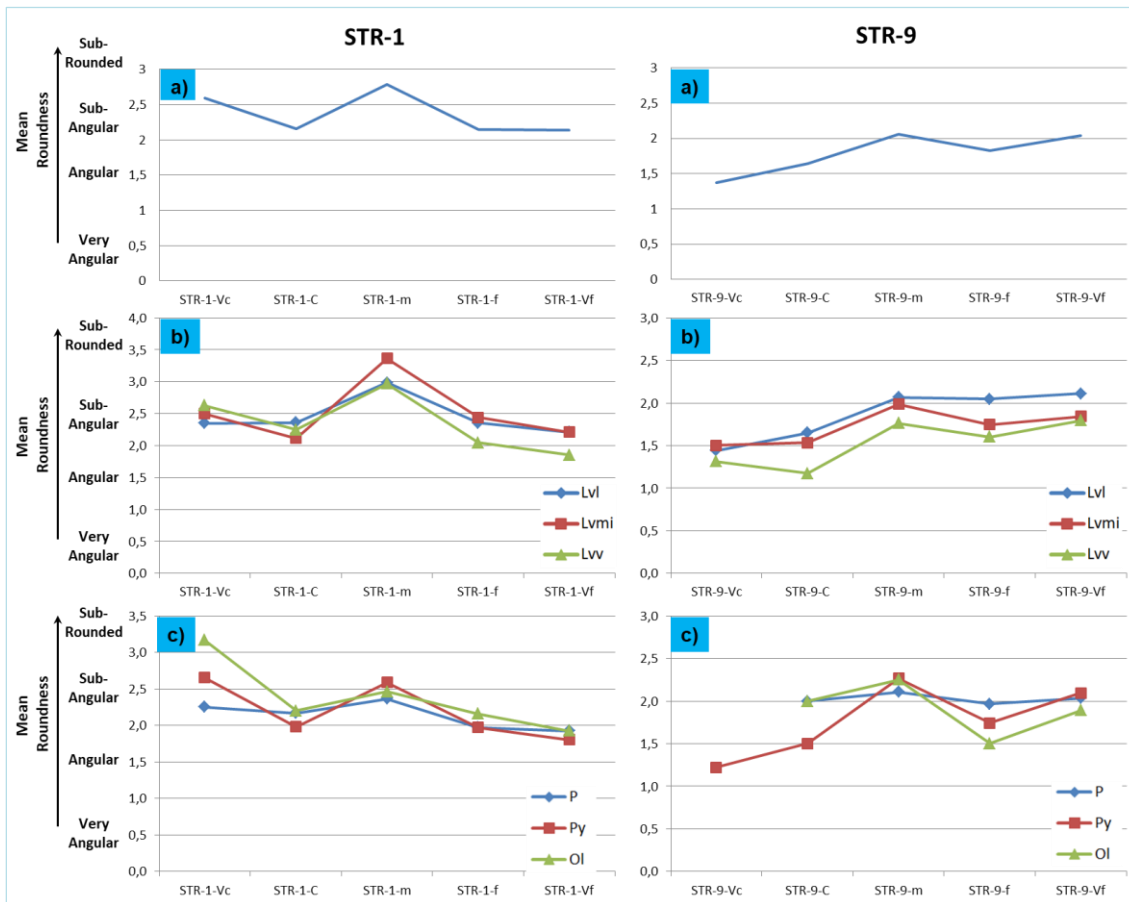 STR-1
STR-9
Mean
Roundness
Sub-
Rounded
Sub-
Angular
Angular
Very
Angular
a)
3
2,5
2
1,5
1
0,5
0
STR-1-Vc STR-1-C STR-1-m STR-1-f STR-1-Vf
a)
3
2,5
2
1,5
1
0,5
0
STR-9-Vc STR-9-C STR-9-m STR-9-f STR-9-Vf
Mean
Roundness
Sub-
Rounded
Sub-
Angular
Angular
Very
Angular
b)
4,0
3,5
3,0
2,5
2,0
1,5
1,0
0,5
0,0
Lvl
Lvmi
Lvv
STR-1-Vc STR-1-C STR-1-m STR-1-f STR-1-Vf
b)
3,0
2,5
2,0
1,5
1,0
0,5
0,0
Lvl
Lvmi
Lvv
STR-9-Vc STR-9-C STR-9-m STR-9-f STR-9-Vf
Mean
Roundness
Sub-
Rounded
Sub-
Angular
Angular
Very
Angular
c)
3,5
3,0
2,5
2,0
1,5
1,0
0,5
0,0
P
Py
Ol
STR-1-Vc STR-1-C STR-1-m STR-1-f STR-1-Vf
c)
3,0
2,5
2,0
1,5
1,0
0,5
0,0
P
Py
Ol
STR-9-Vc STR-9-C STR-9-m STR-9-f STR-9-Vf